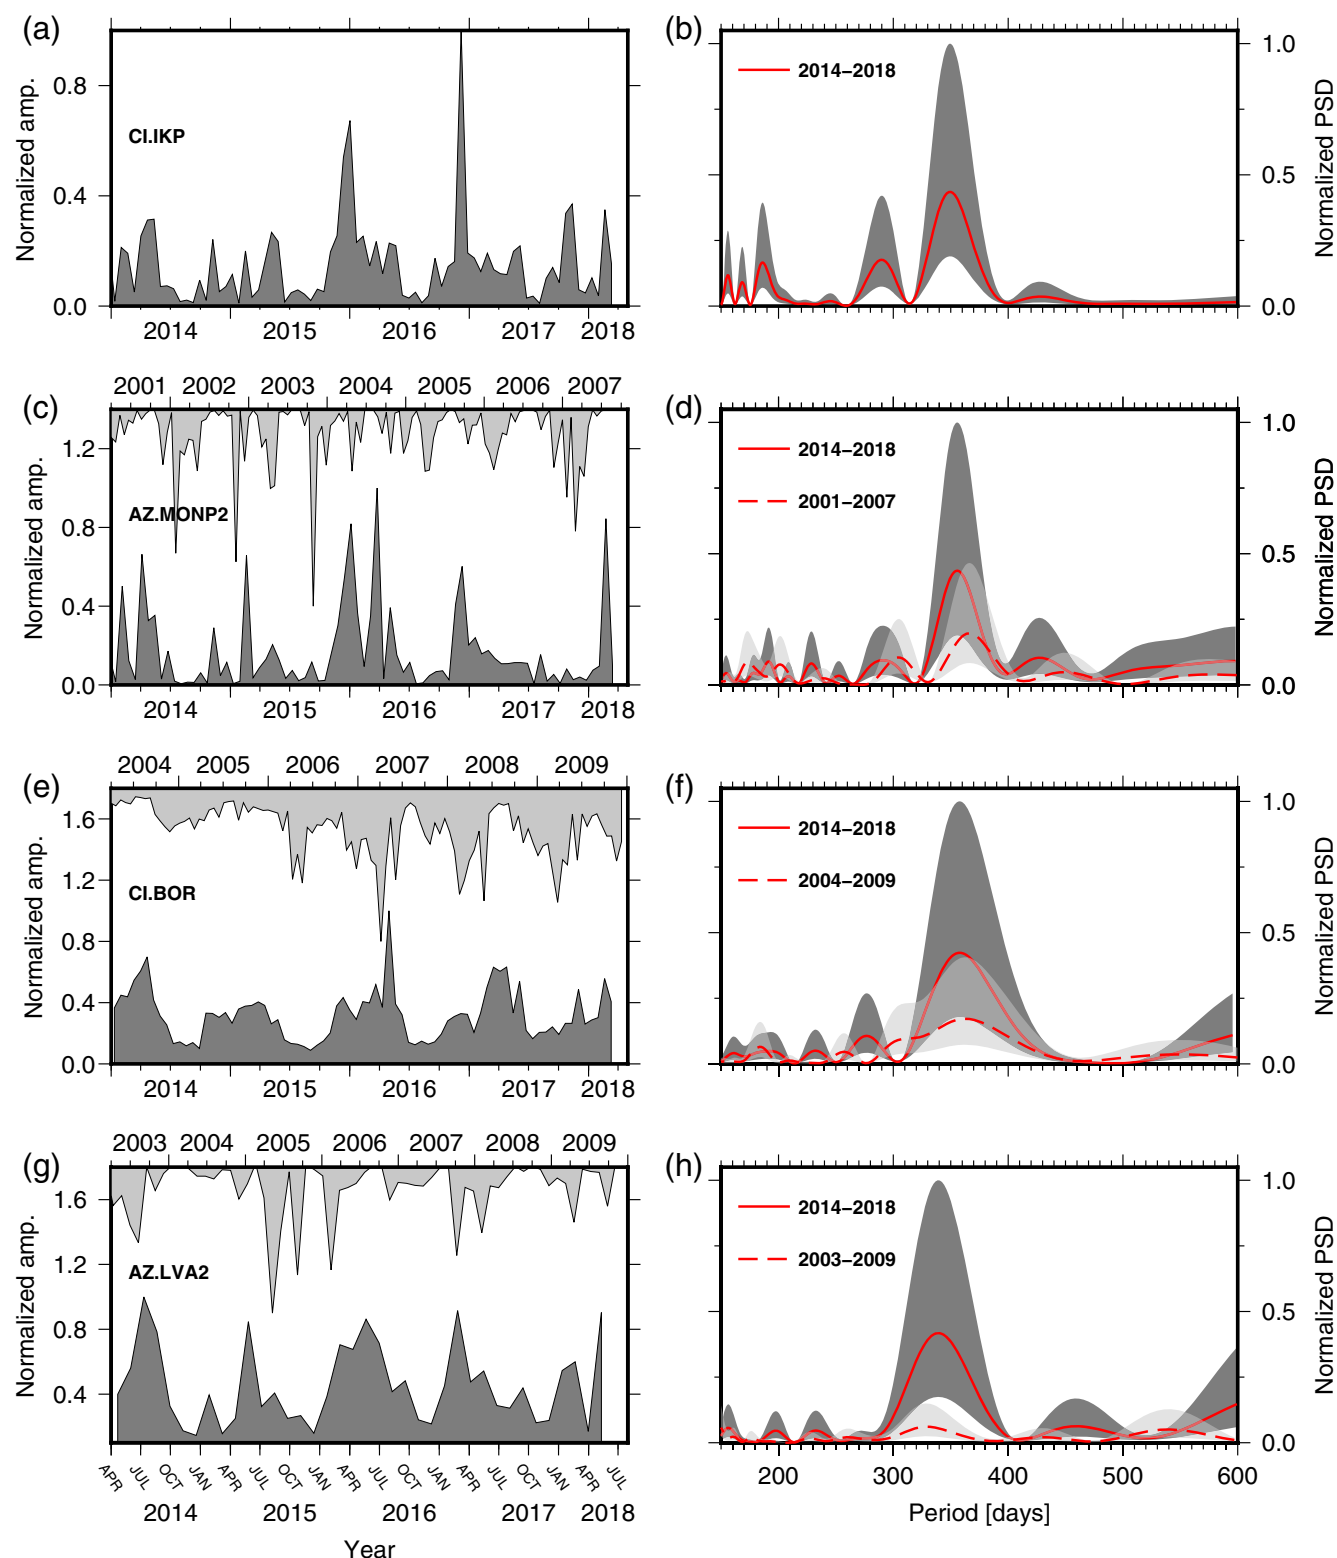 (a)
Normalized amp.
0.8
0.4
0.0
CI.IKP
2014 2015 2016 2017 2018
(b)
2014–2018
1.0
0.5
0.0
Normalized PSD
2001 2002 2003 2004 2005 2006 2007
(c)
Normalized amp.
1.2
0.8
0.4
0.0
AZ.MONP2
2014 2015 2016 2017 2018
(d)
2014–2018
2001–2007
1.0
0.5
0.0
Normalized PSD
2004 2005 2006 2007 2008 2009
(e)
Normalized amp.
1.6
1.2
0.8
0.4
0.0
CI.BOR
2014 2015 2016 2017 2018
(f)
2014–2018
2004–2009
1.0
0.5
0.0
Normalized PSD
2003 2004 2005 2006 2007 2008 2009
(g)
Normalized amp.
1.6
1.2
0.8
0.4
AZ.LVA2
APR JUL OCT JAN APR JUL OCT JAN APR JUL OCT JAN APR JUL OCT JAN APR JUL
2014 2015 2016 2017 2018
Year
(h)
2014–2018
2003–2009
1.0
0.5
0.0
Normalized PSD
200 300 400 500 600
Period [days]